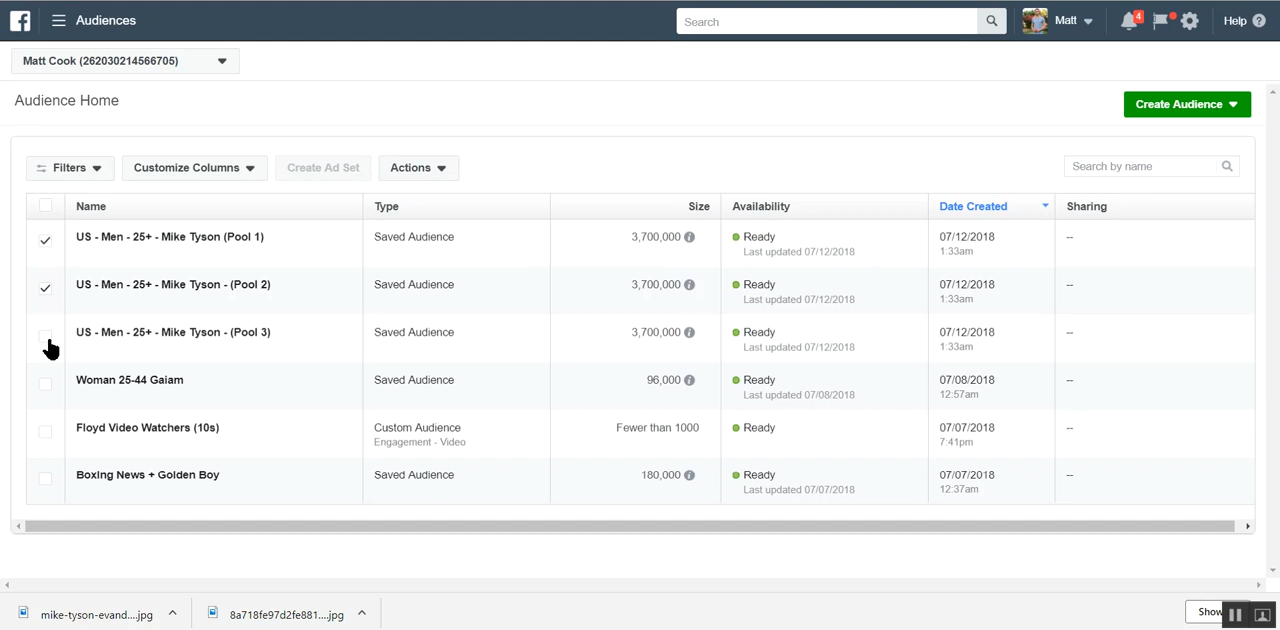 Audiences
Search
Matt
4
Help ?
Matt Cook (262030214566705)
Audience Home
Create Audience
Filters
Customize Columns
Create Ad Set
Actions
Search by name
Name Type Size Availability Date Created Sharing
US - Men - 25+ - Mike Tyson (Pool 1) Saved Audience 3,700,000 Ready 07/12/2018 --
Last updated 07/12/2018 1:33am
US - Men - 25+ - Mike Tyson - (Pool 2) Saved Audience 3,700,000 Ready 07/12/2018 --
Last updated 07/12/2018 1:33am
US - Men - 25+ - Mike Tyson - (Pool 3) Saved Audience 3,700,000 Ready 07/12/2018 --
Last updated 07/12/2018 1:33am
Woman 25-44 Gaiam Saved Audience 96,000 Ready 07/08/2018 --
Last updated 07/08/2018 12:57am
Floyd Video Watchers (10s) Custom Audience Fewer than 1000 Ready 07/07/2018 --
Engagement - Video 7:41pm
Boxing News + Golden Boy Saved Audience 180,000 Ready 07/07/2018 --
Last updated 07/07/2018 12:37am
mike-tyson-evand....jpg
8a718fe97d2fe881....jpg
Show